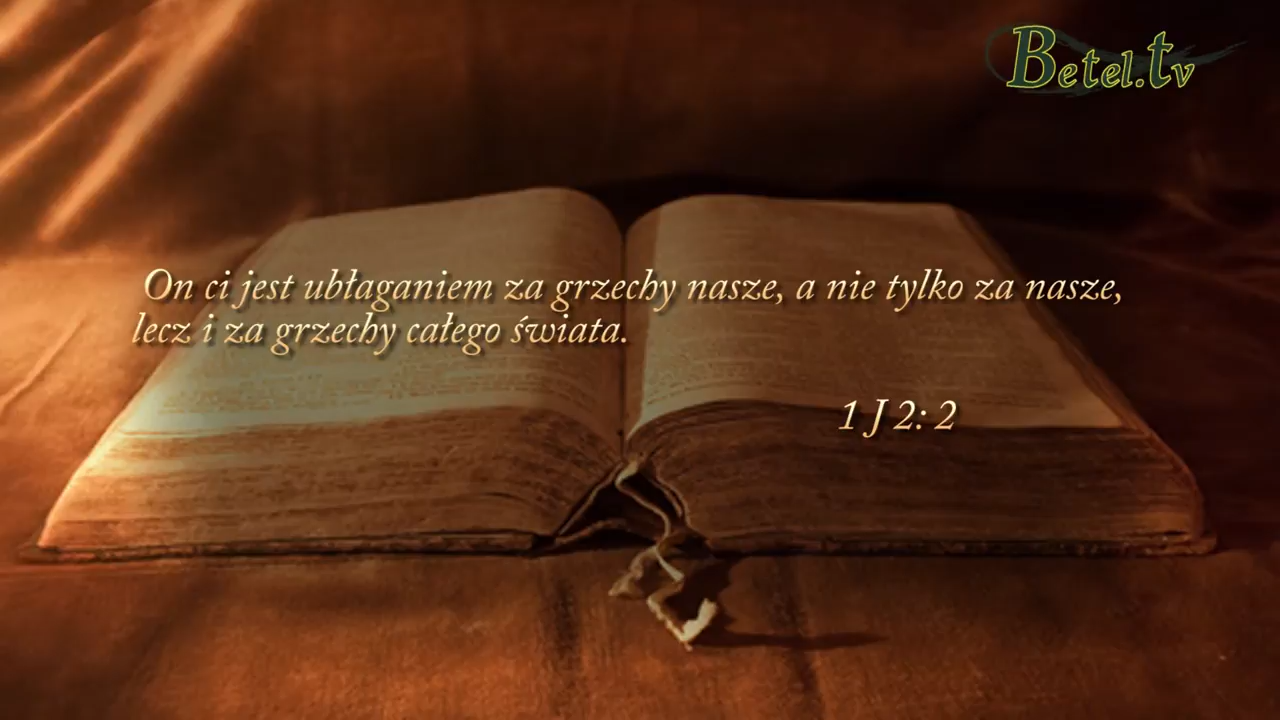 Betel.tv
On ci jest ubłaganiem za grzechy nasze, a nie tylko za nasze,
lecz i za grzechy całego świata.
1 J 2: 2